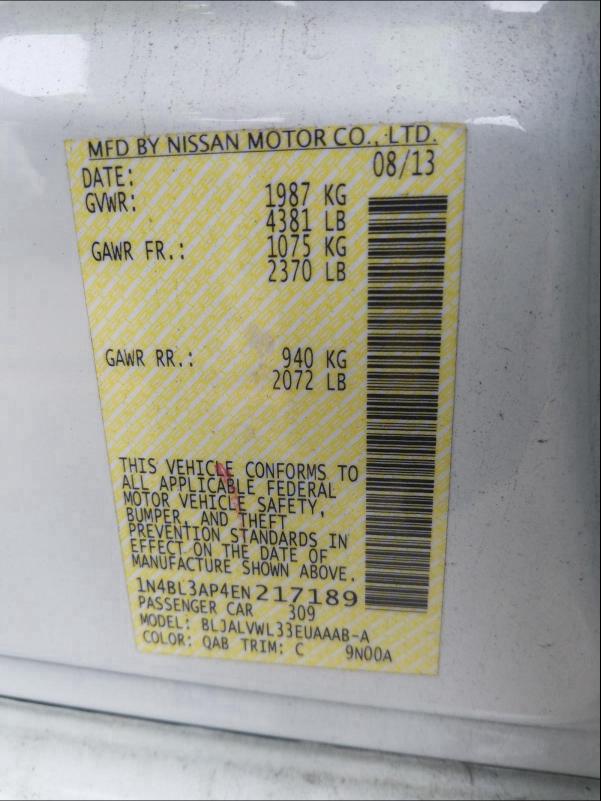 MFD BY NISSAN MOTOR CO., LTD.
DATE: 08/13
GVWR: 1987 KG
4381 LB
GAWR FR.: 1075 KG
2370 LB
GAWR RR.: 940 KG
2072 LB
THIS VEHICLE CONFORMS TO
ALL APPLICABLE FEDERAL
MOTOR VEHICLE SAFETY,
BUMPER, AND THEFT
PREVENTION STANDARDS IN
EFFECT ON THE DATE OF
MANUFACTURE SHOWN ABOVE.
1N4BL3AP4EN217189
PASSENGER CAR 309
MODEL: BLJALVWL33EUAAAB-A
COLOR: QAB TRIM: C 9N00A